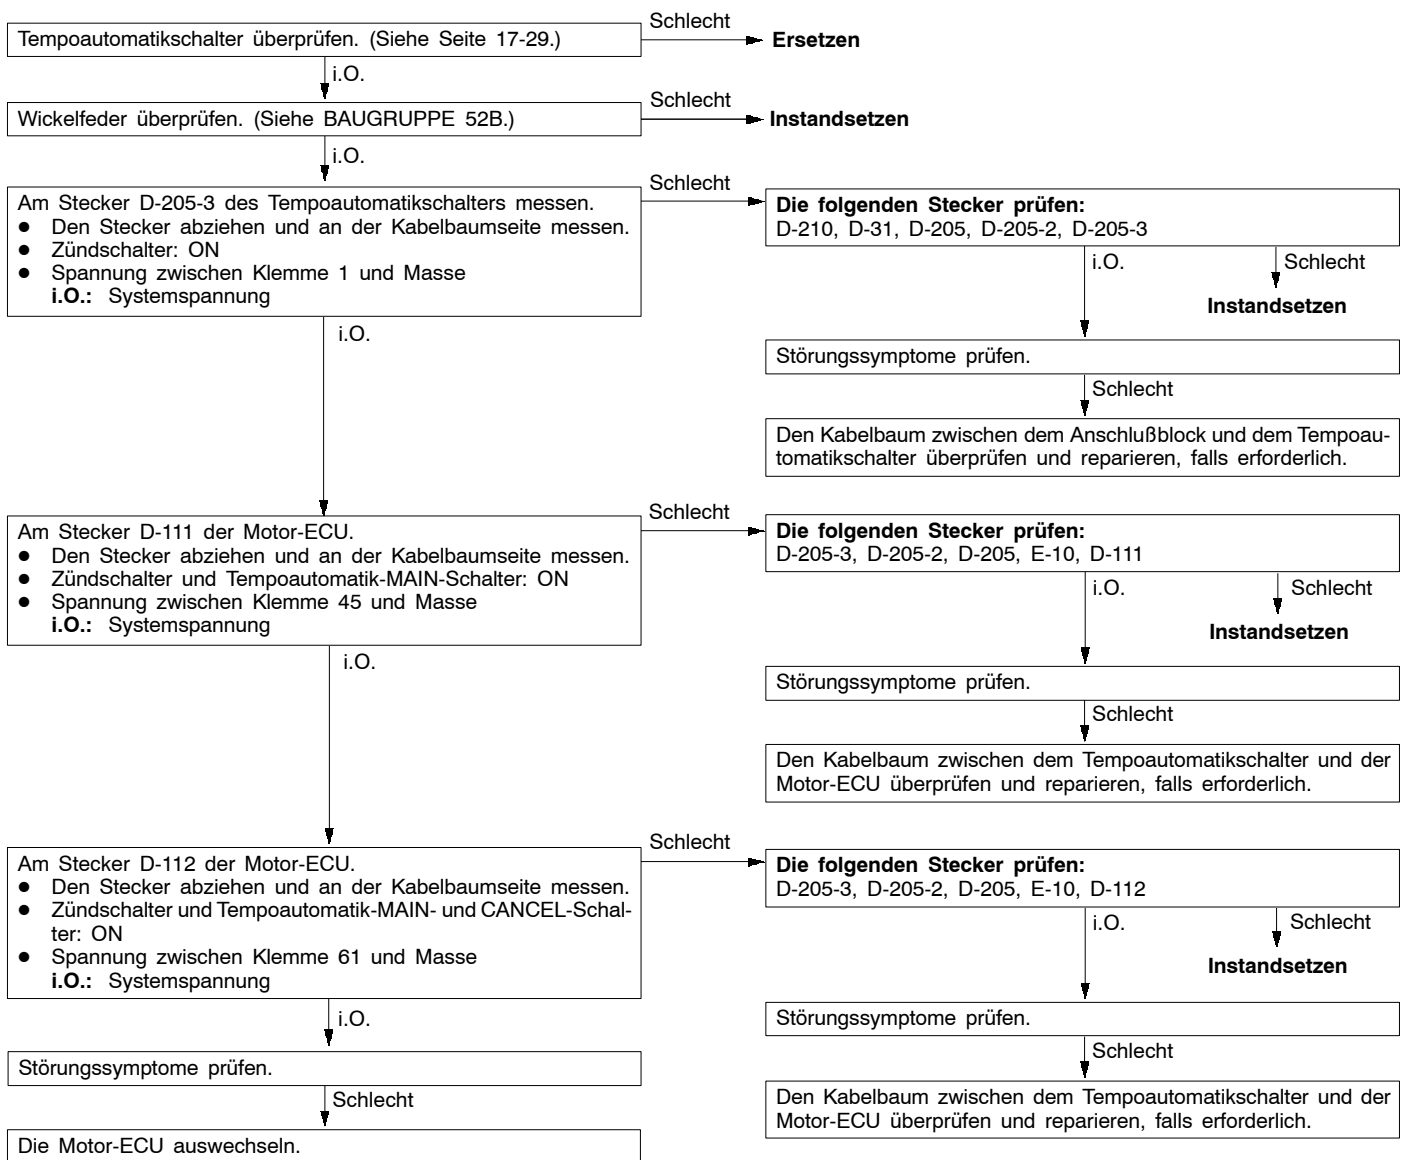 Tempoautomatikschalter überprüfen. (Siehe Seite 17-29.)
Schlecht
Ersetzen
i.O.
Wickelfeder überprüfen. (Siehe BAUGRUPPE 52B.)
Schlecht
Instandsetzen
i.O.
Am Stecker D-205-3 des Tempoautomatikschalters messen.
● Den Stecker abziehen und an der Kabelbaumseite messen.
● Zündschalter: ON
● Spannung zwischen Klemme 1 und Masse
i.O.: Systemspannung
Schlecht
Die folgenden Stecker prüfen:
D-210, D-31, D-205, D-205-2, D-205-3
i.O.
Schlecht
Instandsetzen
Störungssymptome prüfen.
Schlecht
Den Kabelbaum zwischen dem Anschlußblock und dem Tempoau-
tomatikschalter überprüfen und reparieren, falls erforderlich.
i.O.
Am Stecker D-111 der Motor-ECU.
● Den Stecker abziehen und an der Kabelbaumseite messen.
● Zündschalter und Tempoautomatik-MAIN-Schalter: ON
● Spannung zwischen Klemme 45 und Masse
i.O.: Systemspannung
Schlecht
Die folgenden Stecker prüfen:
D-205-3, D-205-2, D-205, E-10, D-111
i.O.
Schlecht
Instandsetzen
Störungssymptome prüfen.
Schlecht
Den Kabelbaum zwischen dem Tempoautomatikschalter und der
Motor-ECU überprüfen und reparieren, falls erforderlich.
i.O.
Am Stecker D-112 der Motor-ECU.
● Den Stecker abziehen und an der Kabelbaumseite messen.
● Zündschalter und Tempoautomatik-MAIN- und CANCEL-Schal-
ter: ON
● Spannung zwischen Klemme 61 und Masse
i.O.: Systemspannung
Schlecht
Die folgenden Stecker prüfen:
D-205-3, D-205-2, D-205, E-10, D-112
i.O.
Schlecht
Instandsetzen
Störungssymptome prüfen.
Schlecht
Den Kabelbaum zwischen dem Tempoautomatikschalter und der
Motor-ECU überprüfen und reparieren, falls erforderlich.
i.O.
Störungssymptome prüfen.
Schlecht
Die Motor-ECU auswechseln.